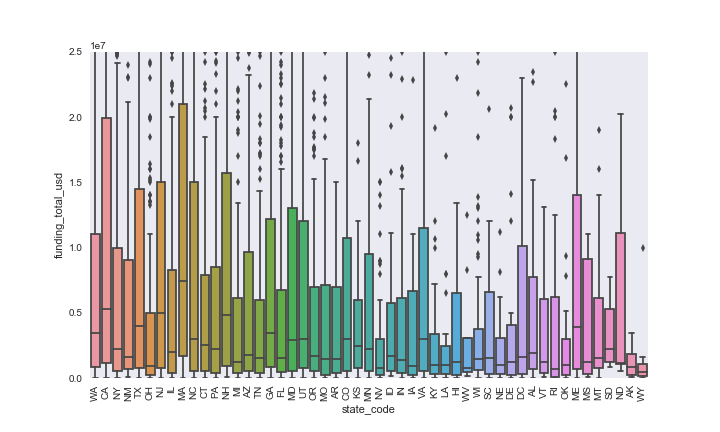 1e7
2.5
2.0
1.5
1.0
0.5
0.0
funding_total_usd
WA CA NY NM TX OH NJ IL MA NC CT PA NH MI AZ TN GA FL MD UT OR MO AR CO KS MN NV ID IN IA VA KY LA HI WV WI SC NE DE DC AL VT RI OK ME MS MT SD ND AK WY
state_code